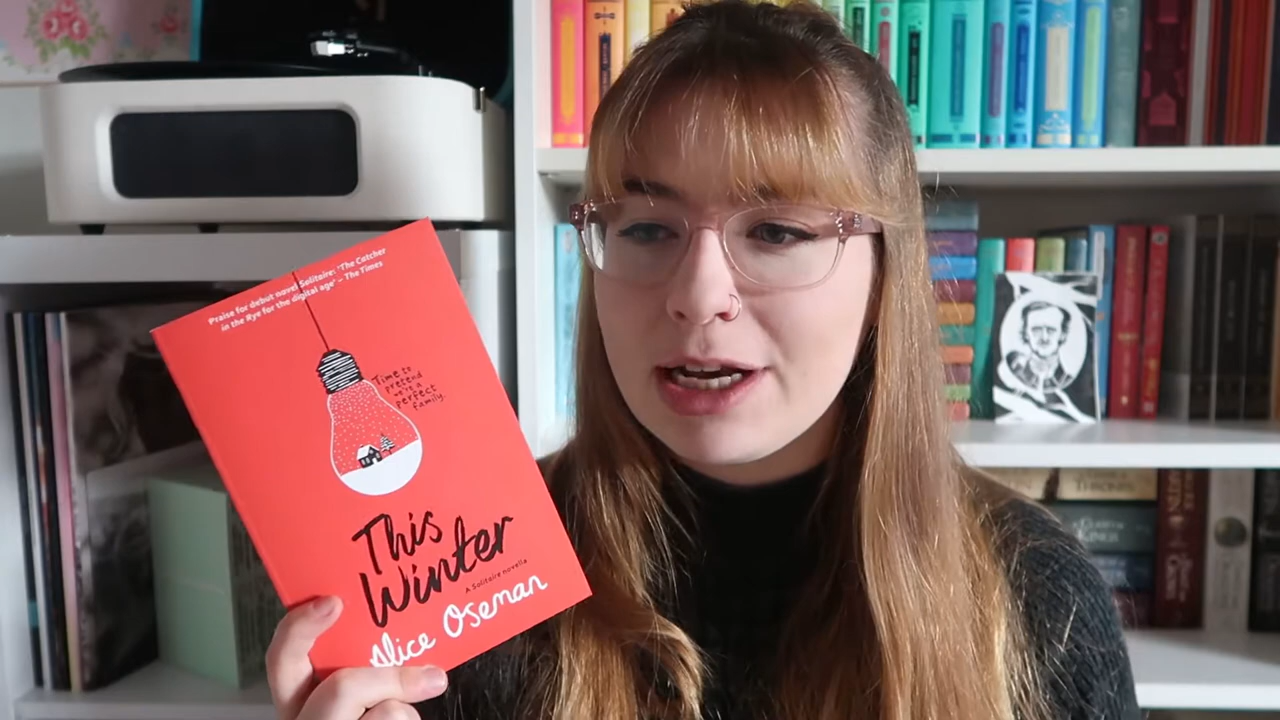 Praise for debut novel Solitaire: 'The Catcher
in the Rye for the digital age' – The Times
Time to
pretend
we're a
perfect
family.
This
Winter
A Solitaire novella
Alice Oseman
KINGS